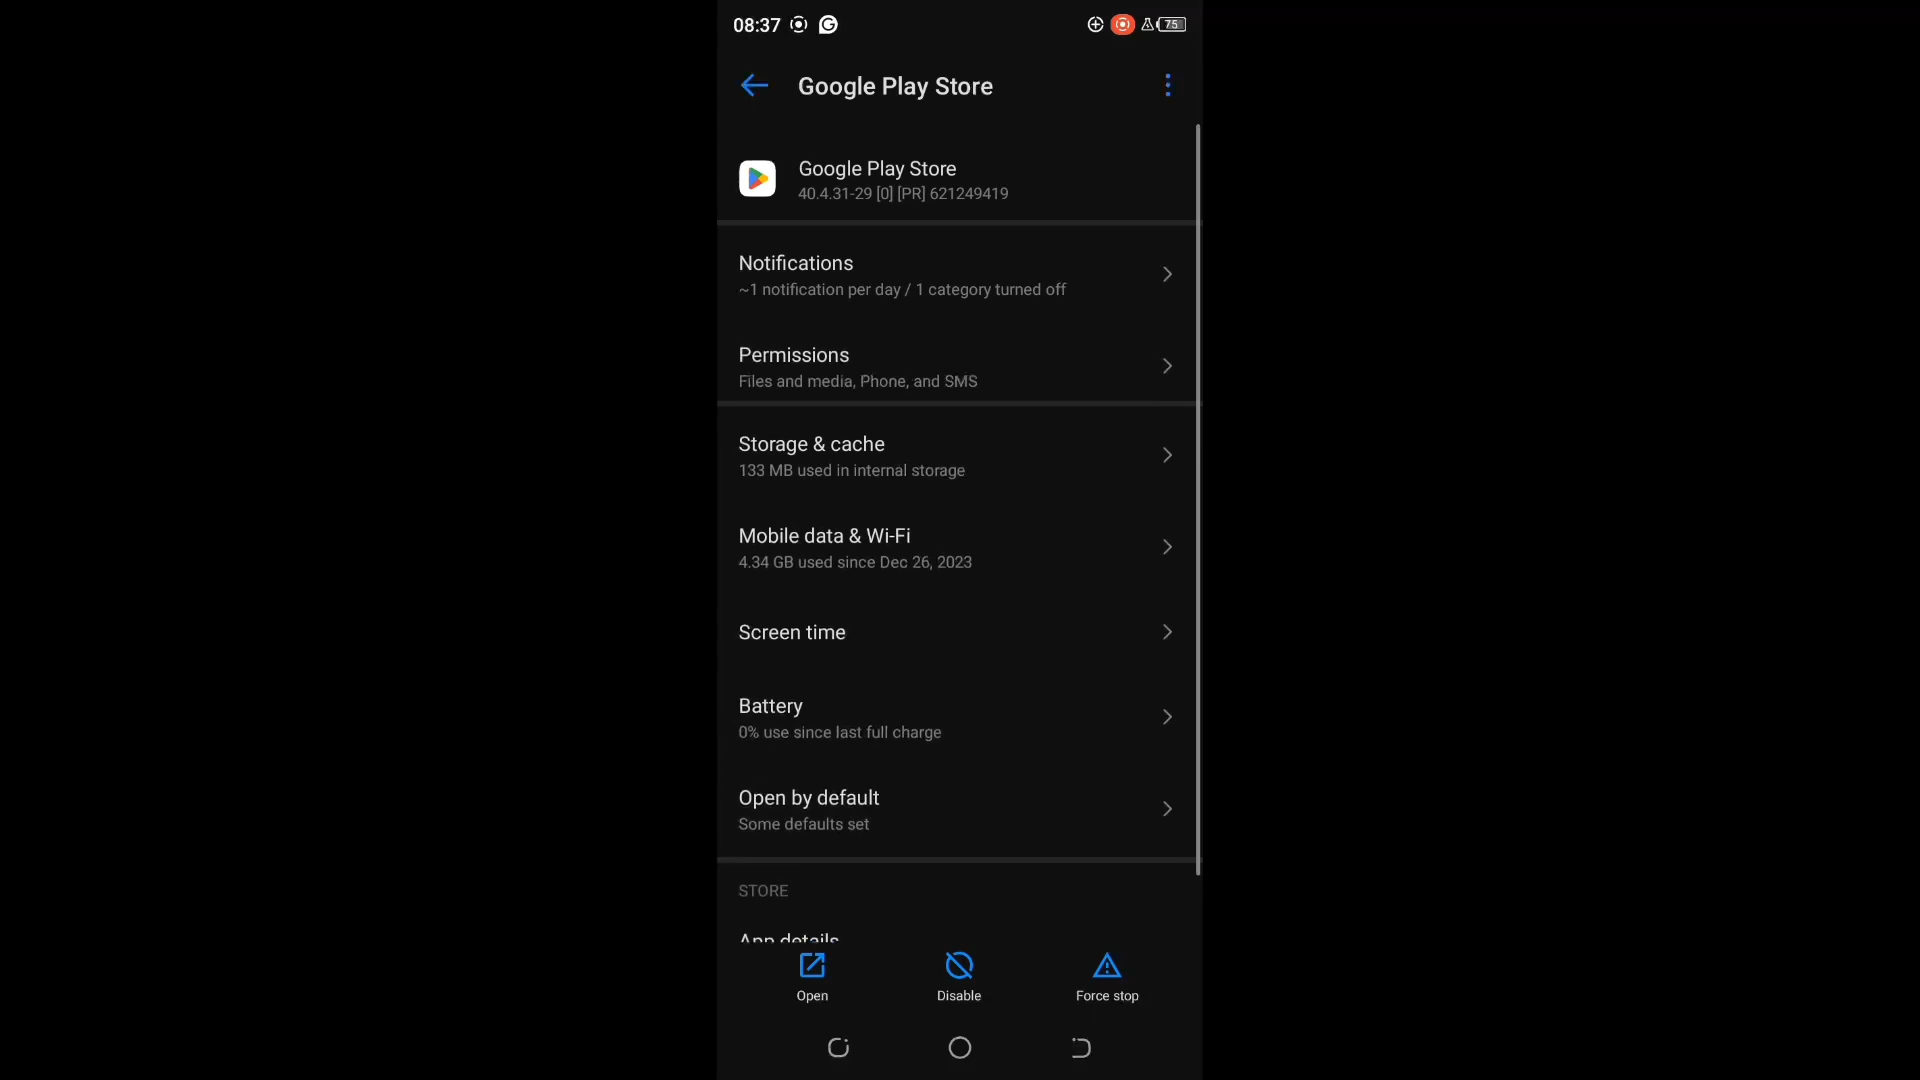 08:37
75
Google Play Store
Google Play Store
40.4.31-29 [0] [PR] 621249419
Notifications
~1 notification per day / 1 category turned off
Permissions
Files and media, Phone, and SMS
Storage & cache
133 MB used in internal storage
Mobile data & Wi-Fi
4.34 GB used since Dec 26, 2023
Screen time
Battery
0% use since last full charge
Open by default
Some defaults set
STORE
App details
Open
Disable
Force stop